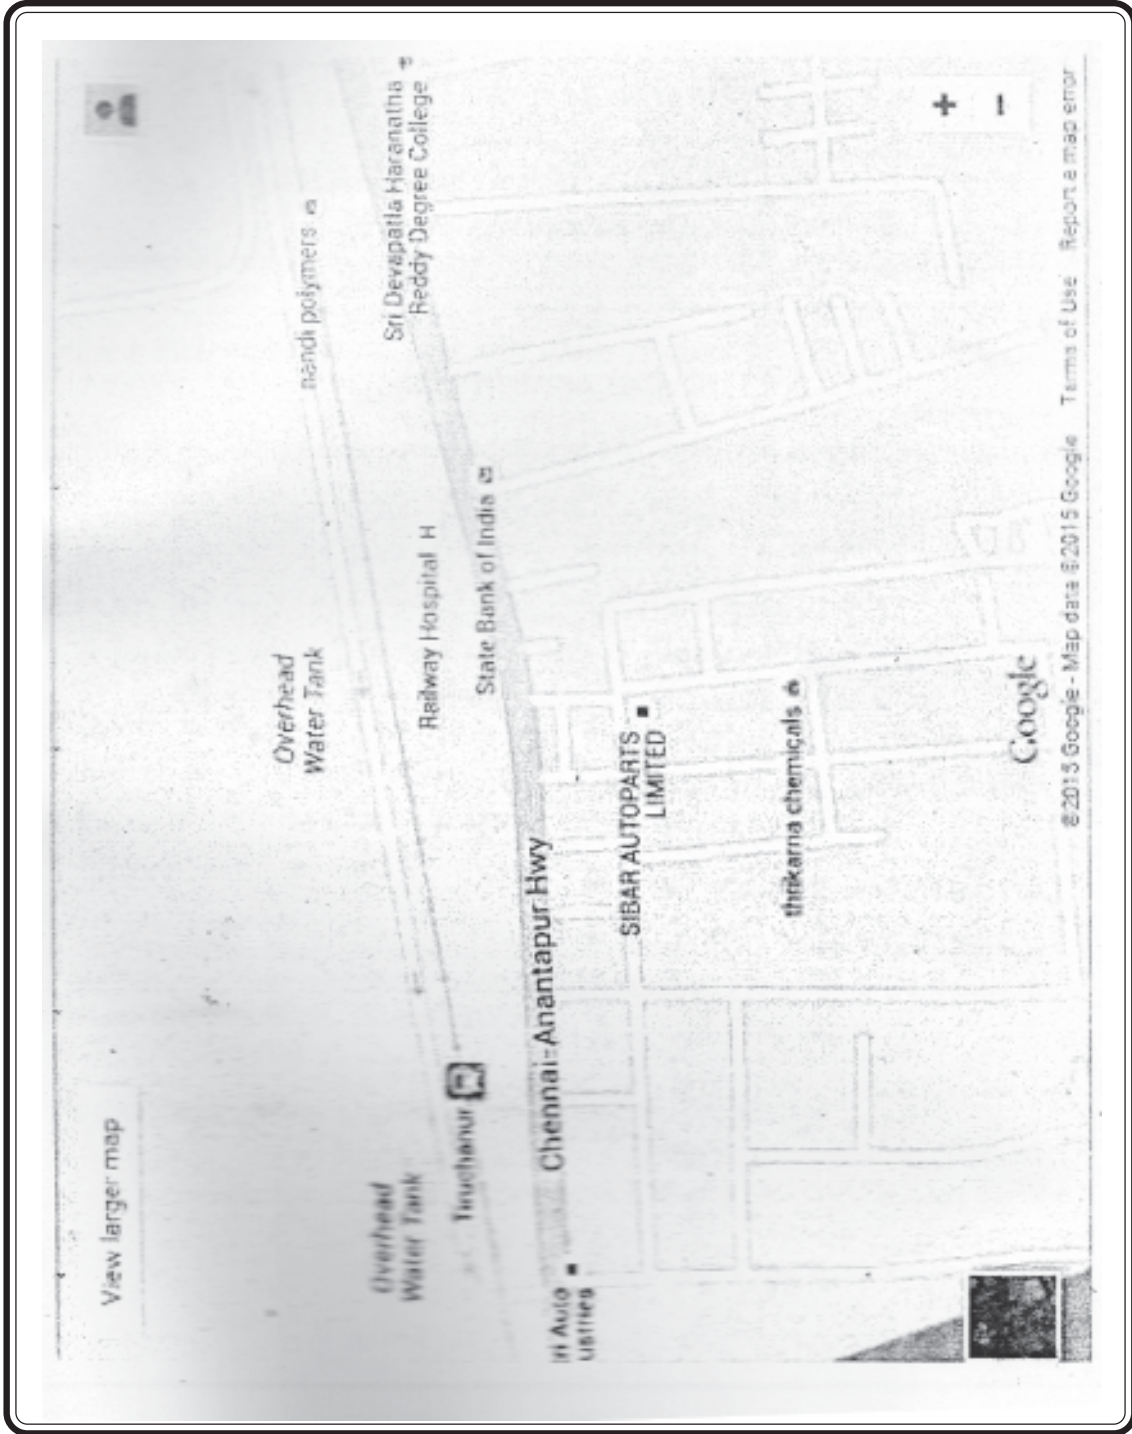 View larger map
Overhead
Water Tank
nandi polymers
Overhead
Water Tank
Sri Devapatla Haranatha
Reddy Degree College
Railway Hospital H
Tiruchanur
State Bank of India
Chennai-Anantapur Hwy
Auto
SIBAR AUTOPARTS
LIMITED
thrikarna chemicals
+
−
Google
©2015 Google - Map data ©2015 Google Terms of Use Report a map error